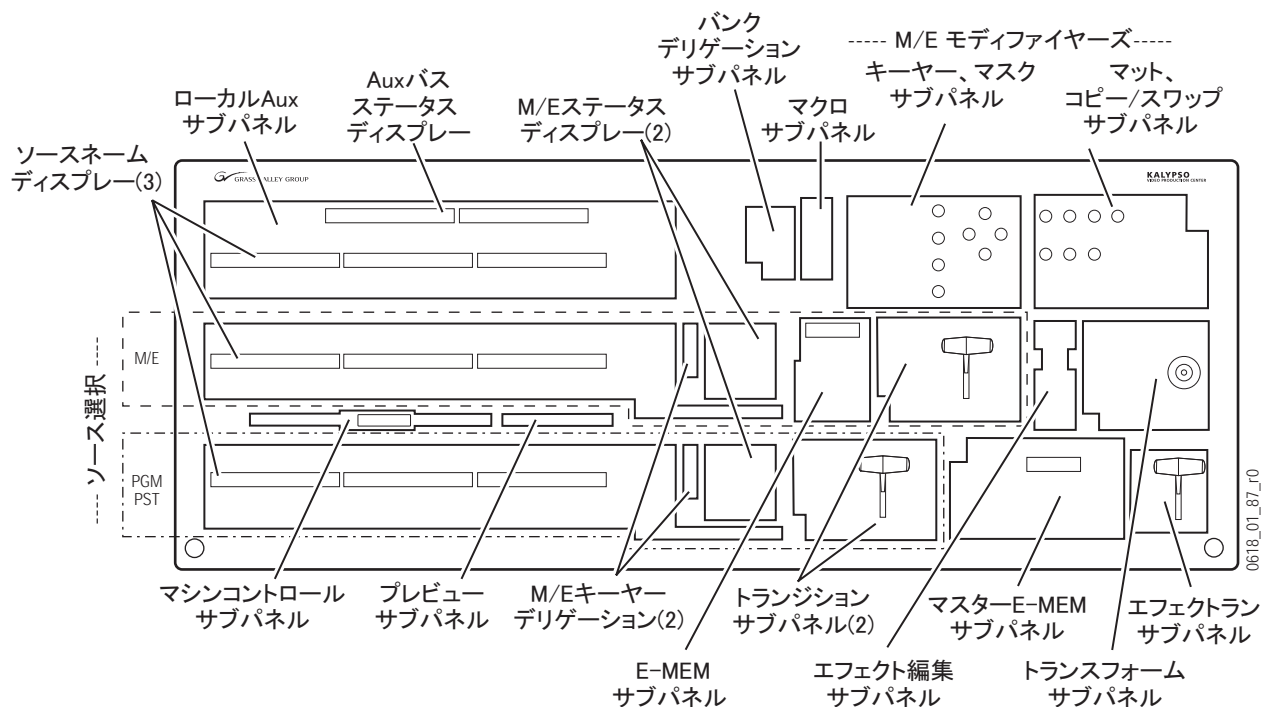 バンク
デリゲーション
サブパネル
----- M/E モディファイヤーズ-----
キーヤー、マスク
サブパネル
マット、
コピー/スワップ
サブパネル
ローカルAux
サブパネル
Auxバス
ステータス
ディスプレー
M/Eステータス
ディスプレー(2)
マクロ
サブパネル
ソースネーム
ディスプレー(3)
KALYPSO
VIDEO PRODUCTION CENTER
---- ソース選択 ----
M/E
PGM
PST
0618_01_87_r0
マシンコントロール
サブパネル
プレビュー
サブパネル
M/Eキーヤー
デリゲーション(2)
トランジション
サブパネル(2)
マスターE-MEM
サブパネル
エフェクトラン
サブパネル
E-MEM
サブパネル
エフェクト編集
サブパネル
トランスフォーム
サブパネル